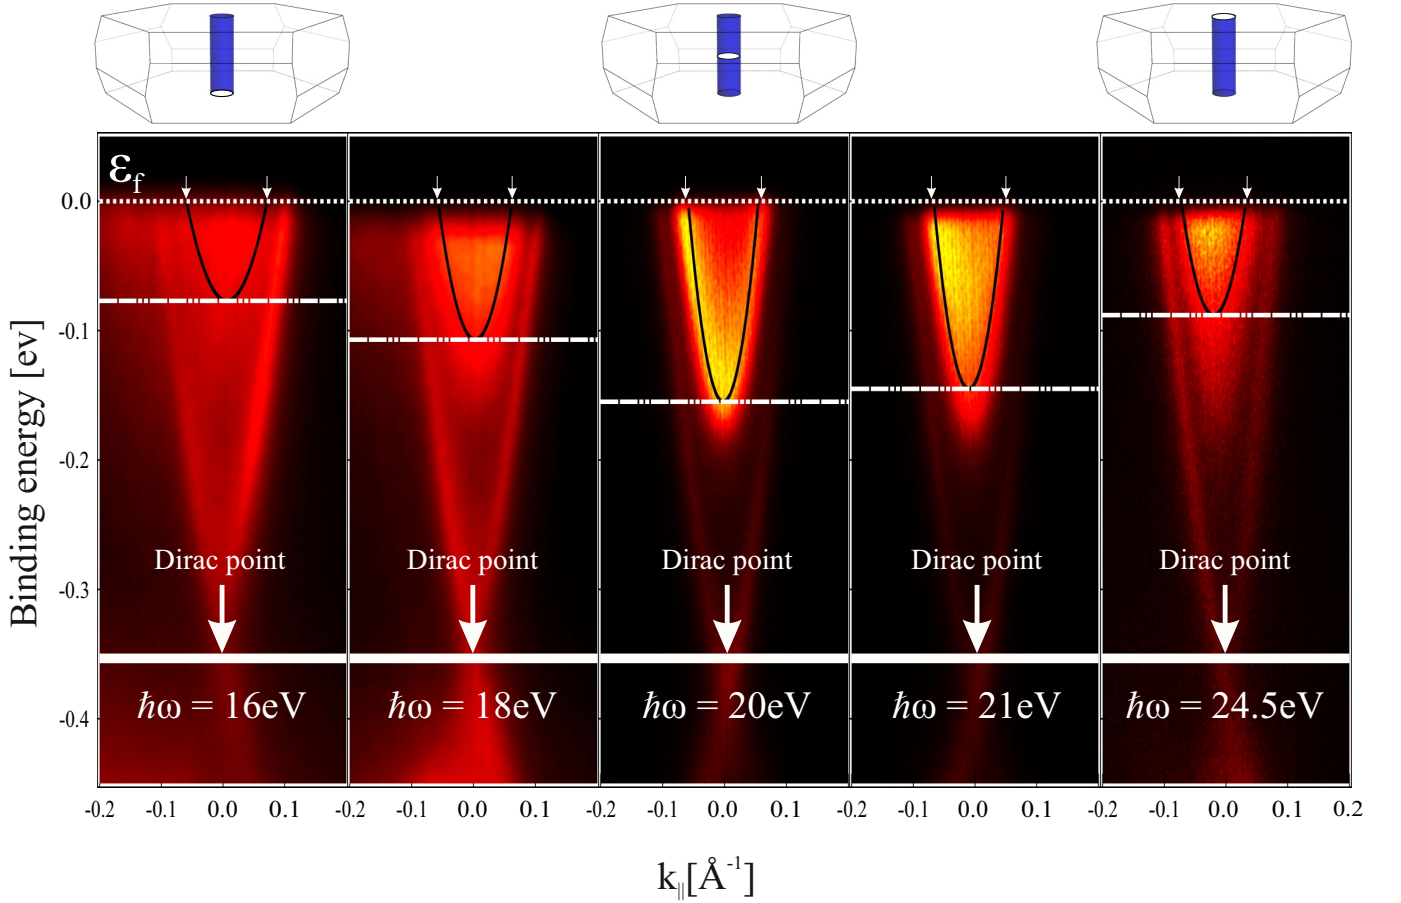 εf
0.0
-0.1
-0.2
-0.3
-0.4
Binding energy [ev]
Dirac point
Dirac point
Dirac point
Dirac point
Dirac point
ħω = 16eV
ħω = 18eV
ħω = 20eV
ħω = 21eV
ħω = 24.5eV
-0.2 -0.1 0.0 0.1 -0.2 -0.1 0.0 0.1 -0.2 -0.1 0.0 0.1 -0.2 -0.1 0.0 0.1 -0.2 -0.1 0.0 0.1 0.2
k||[Å-1]